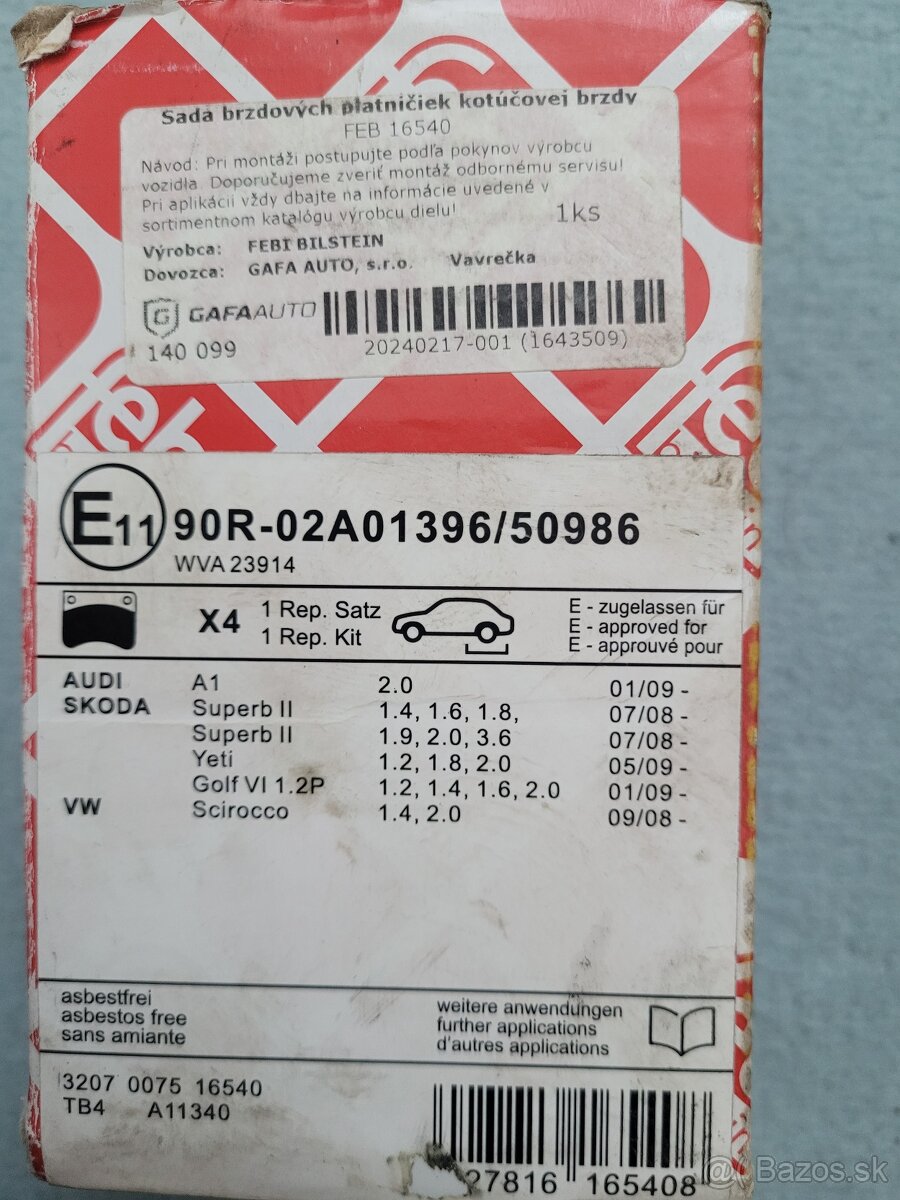 Sada brzdových platničiek kotúčovej brzdy
FEB 16540
Návod: Pri montáži postupujte podľa pokynov výrobcu
vozidla. Doporučujeme zveriť montáž odbornému servisu!
Pri aplikácii vždy dbajte na informácie uvedené v
sortimentnom katalógu výrobcu dielu!
1ks
Výrobca: FEBI BILSTEIN
Dovozca: GAFA AUTO, s.r.o. Vavrečka
G GAFAAUTO
140 099
20240217-001 (1643509)
E11 90R-02A01396/50986
WVA 23914
X4
1 Rep. Satz
1 Rep. Kit
E - zugelassen für
E - approved for
E - approuvé pour
AUDI A1 2.0 01/09 -
SKODA Superb II 1.4, 1.6, 1.8, 07/08 -
Superb II 1.9, 2.0, 3.6 07/08 -
Yeti 1.2, 1.8, 2.0 05/09 -
Golf VI 1.2P 1.2, 1.4, 1.6, 2.0 01/09 -
VW Scirocco 1.4, 2.0 09/08 -
asbestfrei
asbestos free
sans amiante
weitere anwendungen
further applications
d'autres applications
3207 0075 16540
TB4 A11340
27816 165408
@ Bazos.sk